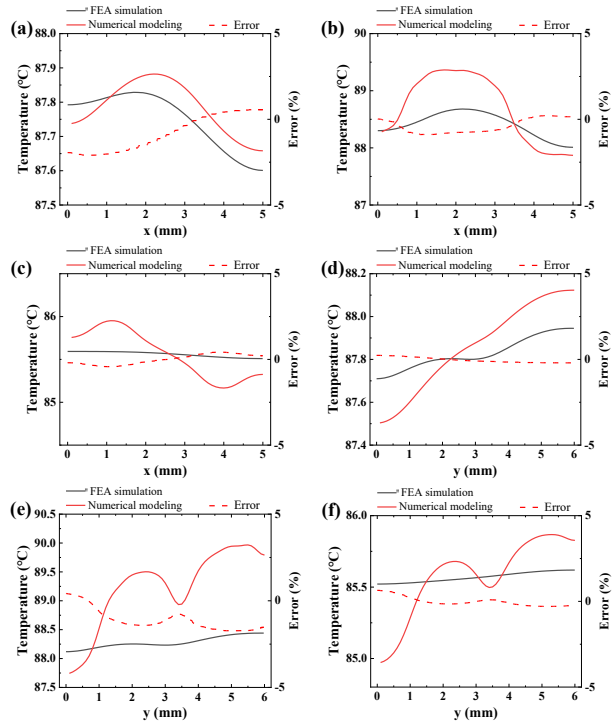 (a)
FEA simulation
Numerical modeling
Error
88.0
87.8
87.6
87.5
Temperature (°C)
5
0
-5
Error (%)
0 1 2 3 4 5
x (mm)
(b)
FEA simulation
Numerical modeling
Error
90
89
88
87
Temperature (°C)
5
0
-5
Error (%)
0 1 2 3 4 5
x (mm)
(c)
FEA simulation
Numerical modeling
Error
86
85
Temperature (°C)
5
0
-5
Error (%)
0 1 2 3 4 5
x (mm)
(d)
FEA simulation
Numerical modeling
Error
88.2
88.0
87.8
87.6
87.4
Temperature (°C)
5
0
-5
Error (%)
0 1 2 3 4 5 6
y (mm)
(e)
FEA simulation
Numerical modeling
Error
90.5
90.0
89.5
89.0
88.5
88.0
87.5
Temperature (°C)
5
0
-5
Error (%)
0 1 2 3 4 5 6
y (mm)
(f)
FEA simulation
Numerical modeling
Error
86.0
85.5
85.0
Temperature (°C)
5
0
-5
Error (%)
0 1 2 3 4 5 6
y (mm)